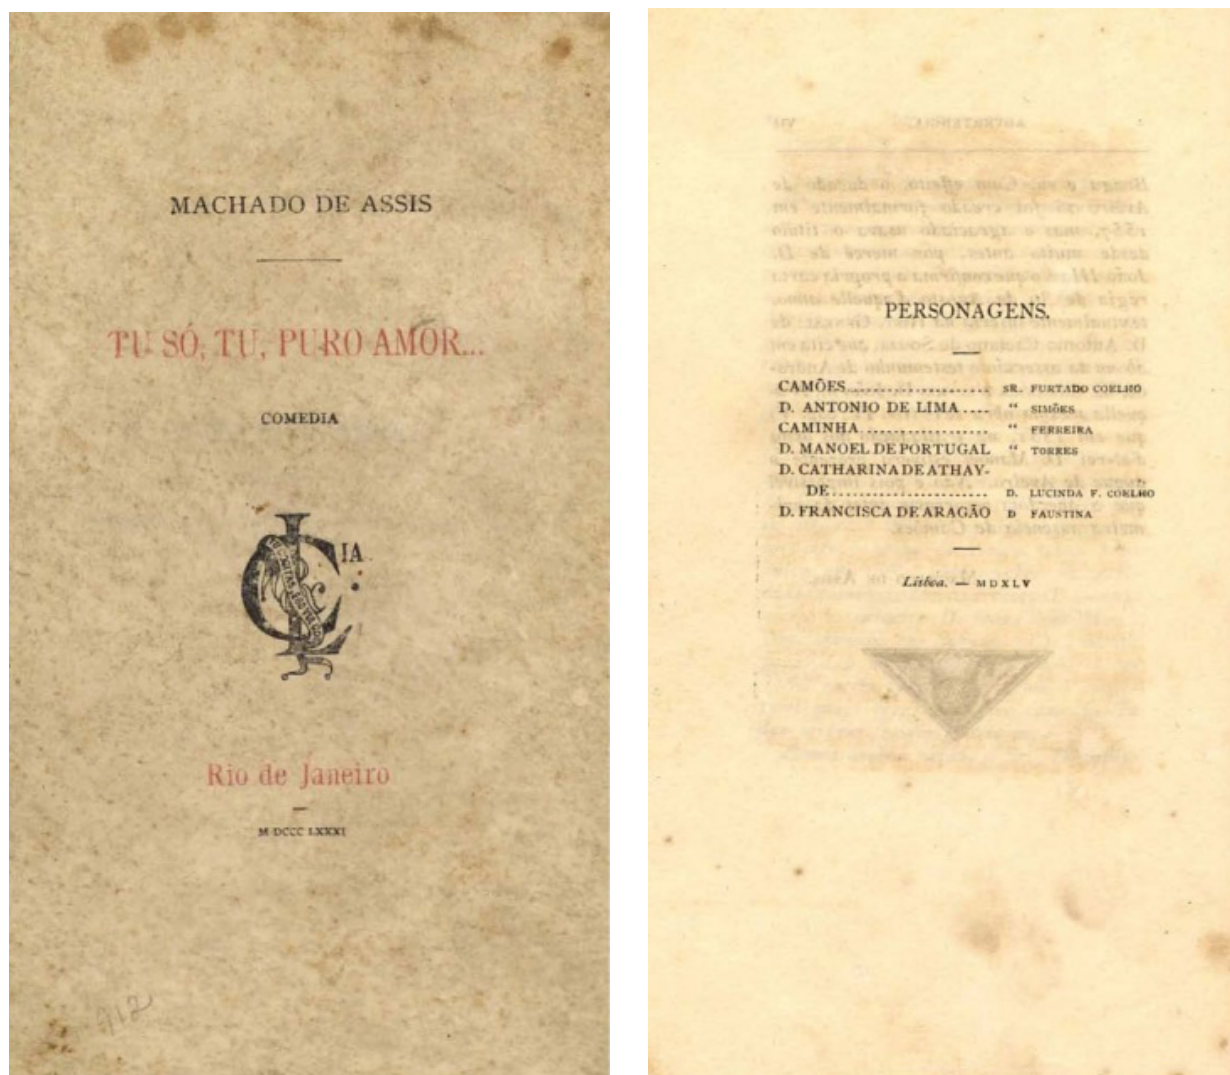 MACHADO DE ASSIS
TU SÓ, TU, PURO AMOR...
COMEDIA
CIA
Rio de Janeiro
M DCCC LXXXI
912
PERSONAGENS.
CAMÕES.................... SR. FURTADO COELHO
D. ANTONIO DE LIMA.... “ SIMÕES
CAMINHA.................. “ FERREIRA
D. MANOEL DE PORTUGAL “ TORRES
D. CATHARINA DE ATHAY-
DE...................... D. LUCINDA F. COELHO
D. FRANCISCA DE ARAGÃO D FAUSTINA
Lisboa. — MDXLV